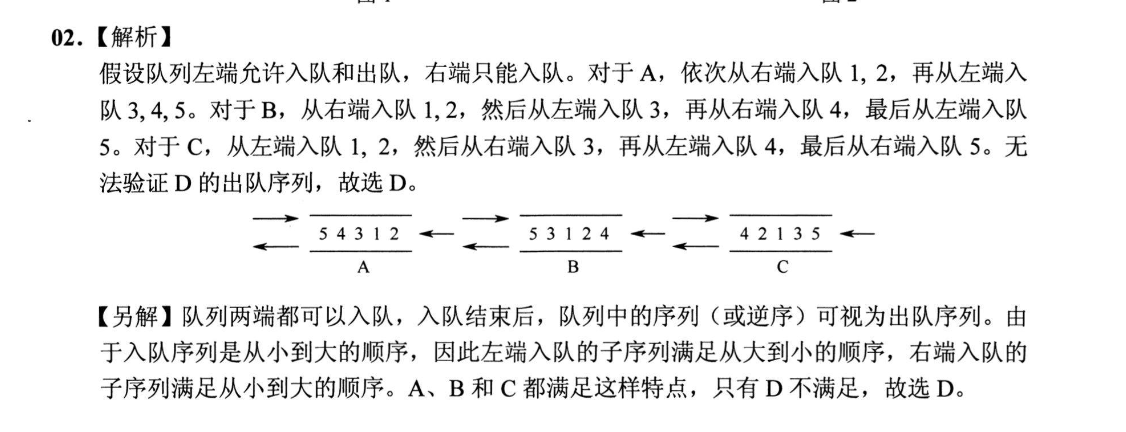 02.【解析】
假设队列左端允许入队和出队，右端只能入队。对于 A，依次从右端入队 1, 2，再从左端入
队 3, 4, 5。对于 B，从右端入队 1, 2，然后从左端入队 3，再从右端入队 4，最后从左端入队
5。对于 C，从左端入队 1, 2，然后从右端入队 3，再从左端入队 4，最后从右端入队 5。无
法验证 D 的出队序列，故选 D。
5 4 3 1 2 5 3 1 2 4 4 2 1 3 5
A B C
【另解】队列两端都可以入队，入队结束后，队列中的序列（或逆序）可视为出队序列。由
于入队序列是从小到大的顺序，因此左端入队的子序列满足从大到小的顺序，右端入队的
子序列满足从小到大的顺序。A、B 和 C 都满足这样特点，只有 D 不满足，故选 D。